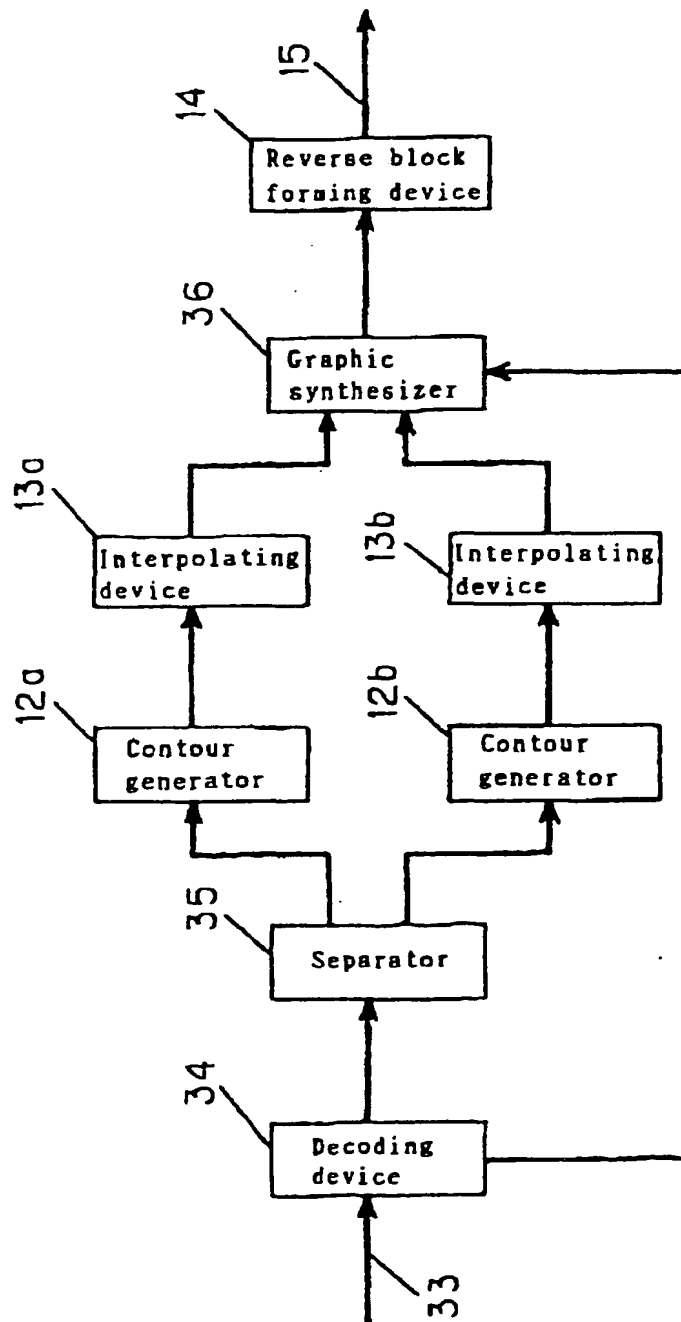 15
14
Reverse block
forming device
36
Graphic
synthesizer
13a
Interpolating
device
13b
Interpolating
device
12a
Contour
generator
12b
Contour
generator
35
Separator
34
Decoding
device
33